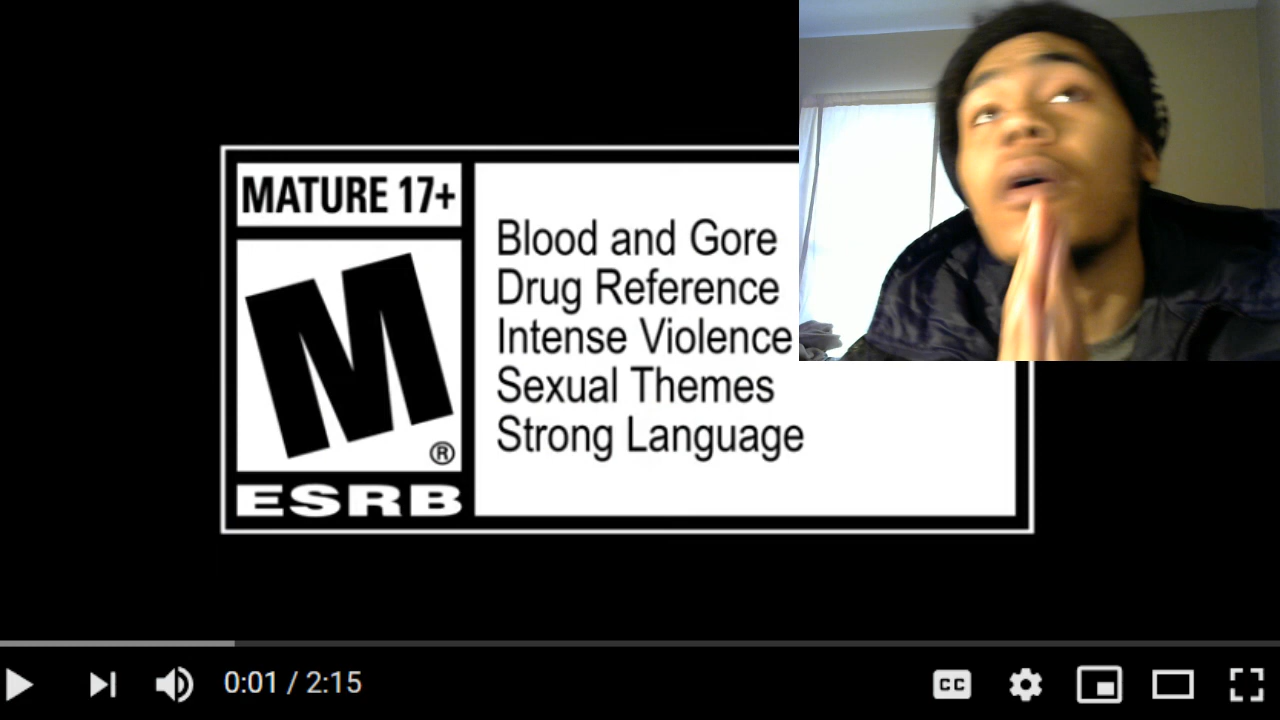 MATURE 17+
M
®
ESRB
Blood and Gore
Drug Reference
Intense Violence
Sexual Themes
Strong Language
0:01 / 2:15
CC